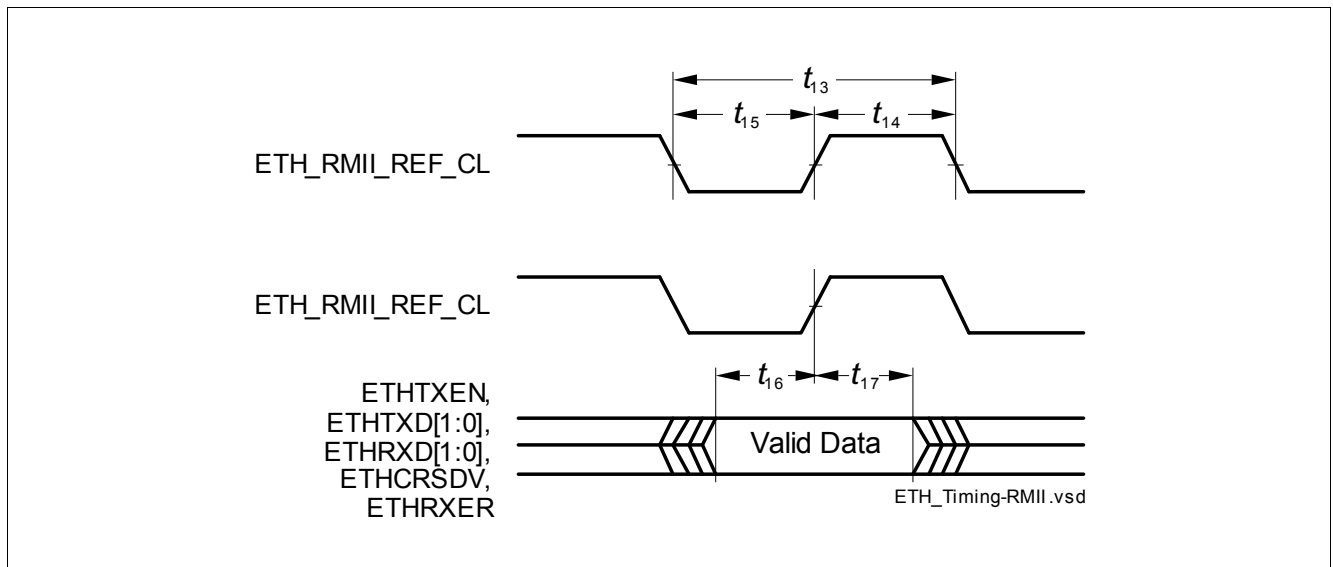 t13
t15
t14
ETH_RMII_REF_CL
ETH_RMII_REF_CL
t16
t17
ETHTXEN,
ETHTXD[1:0],
ETHRXD[1:0],
ETHCRSDV,
ETHRXER
Valid Data
ETH_Timing-RMII.vsd